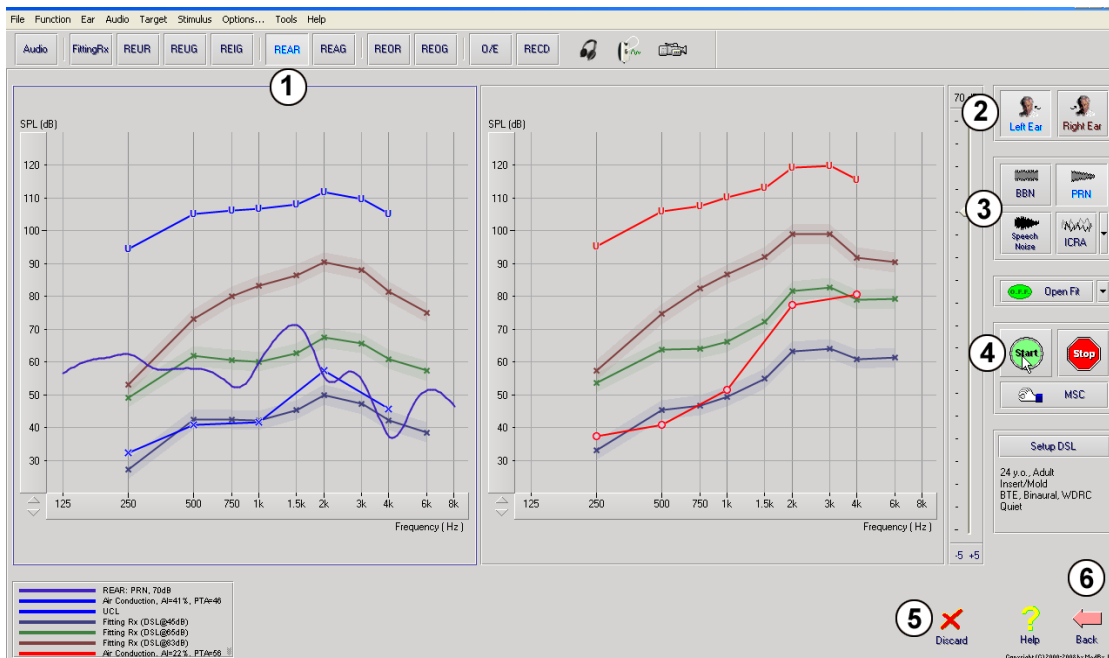 File Function Ear Audio Target Stimulus Options... Tools Help
Audio FittingRx REUR REUG REIG REAR REAG REOR REOG O/E RECD
1
SPL (dB)
120
110
100
90
80
70
60
50
40
30
125 250 500 750 1k 1.5k 2k 3k 4k 6k 8k
Frequency ( Hz )
SPL (dB)
120
110
100
90
80
70
60
50
40
30
125 250 500 750 1k 1.5k 2k 3k 4k 6k 8k
Frequency ( Hz )
70
-5 +5
2
Left Ear Right Ear
3
BBN PRN
Speech Noise ICRA
Open Fit
4
Start Stop
MSC
Setup DSL
24 y.o., Adult
Insert/Mold
BTE, Binaural, WDRC
Quiet
REAR: PRN, 70dB
Air Conduction, AI=41%, PTA=46
UCL
Fitting Rx (DSL@45dB)
Fitting Rx (DSL@65dB)
Fitting Rx (DSL@83dB)
Air Conduction, AI=22%, PTA=56
5
Discard
Help
6
Back